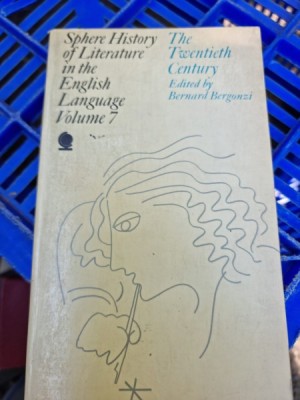 Sphere History
of Literature
in the
English
Language
Volume 7
The
Twentieth
Century
Edited by
Bernard Bergonzi